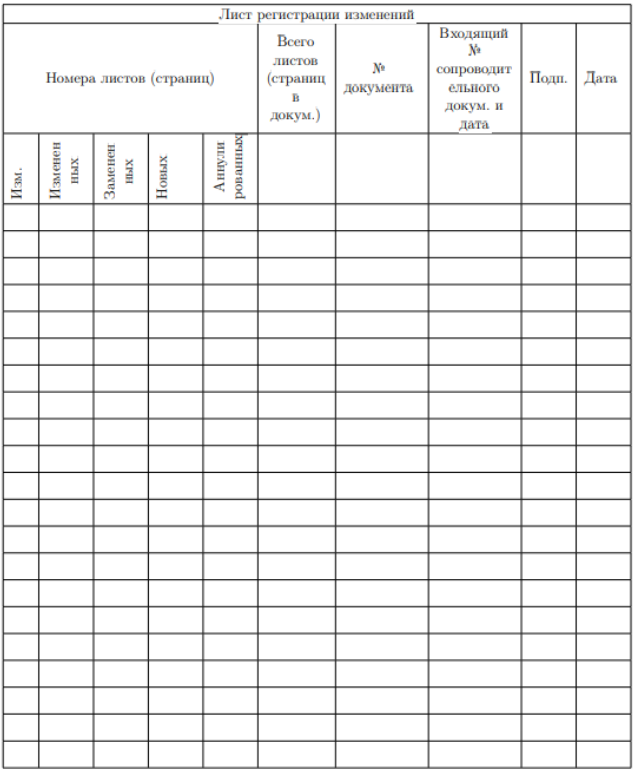 Лист регистрации изменений
Номера листов (страниц)
Всего
листов
(страниц
в
докум.)
№
документа
Входящий
№
сопроводит
ельного
докум. и
дата
Подп.
Дата
Изм.
Изменен
ных
Заменен
ных
Новых
Аннули
рованных